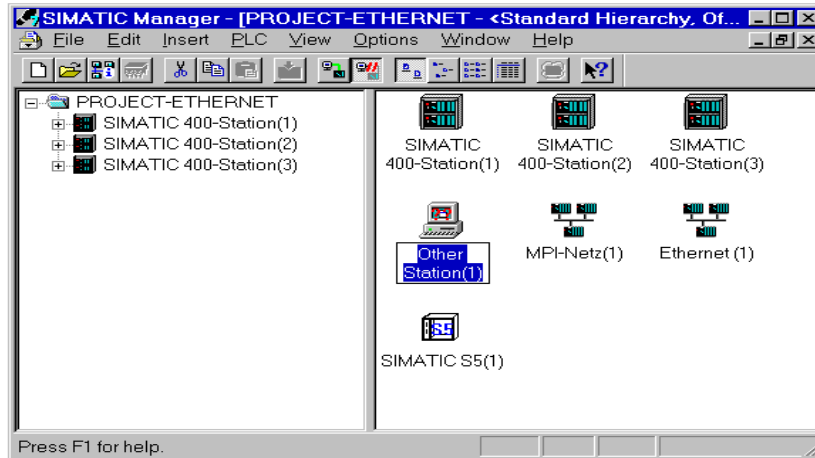 SIMATIC Manager - [PROJECT-ETHERNET - <Standard Hierarchy, Of...
File Edit Insert PLC View Options Window Help
PROJECT-ETHERNET
SIMATIC 400-Station(1)
SIMATIC 400-Station(2)
SIMATIC 400-Station(3)
SIMATIC
400-Station(1)
SIMATIC
400-Station(2)
SIMATIC
400-Station(3)
Other
Station(1)
MPI-Netz(1)
Ethernet (1)
S5
SIMATIC S5(1)
Press F1 for help.